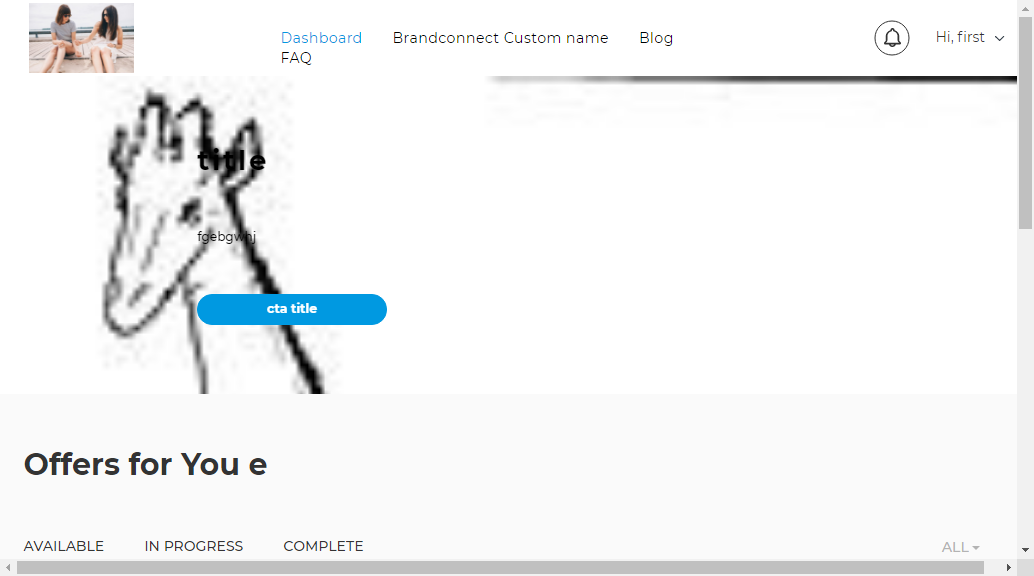 Dashboard Brandconnect Custom name Blog
FAQ
Hi, first
title
fgebgwhj
cta title
Offers for You e
AVAILABLE IN PROGRESS COMPLETE
ALL